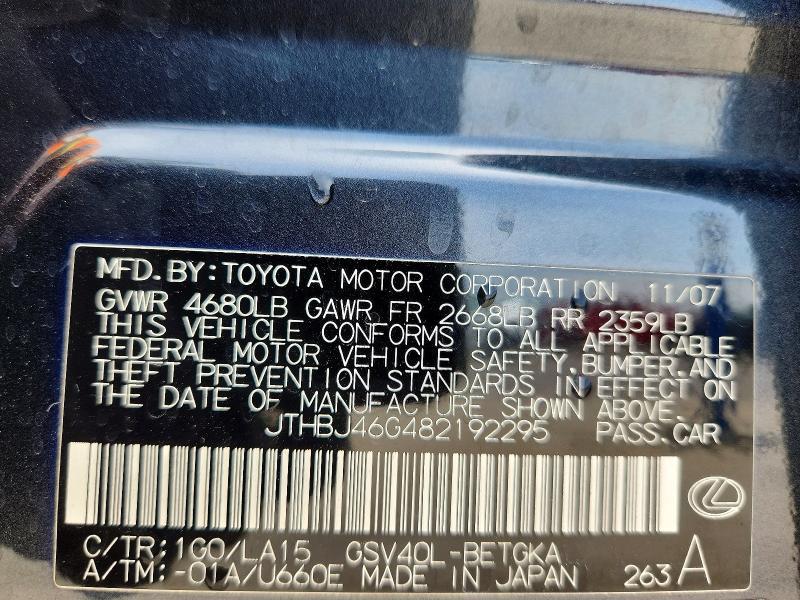 MFD.BY:TOYOTA MOTOR CORPORATION 11/07
GVWR 4680LB GAWR FR 2668LB RR 2359LB
THIS VEHICLE CONFORMS TO ALL APPLICABLE
FEDERAL MOTOR VEHICLE SAFETY,BUMPER,AND
THEFT PREVENTION STANDARDS IN EFFECT ON
THE DATE OF MANUFACTURE SHOWN ABOVE.
JTHBJ46G482192295 PASS.CAR
C/TR:1G0/LA15 GSV40L-BETGKA
A/TM:-01A/U660E MADE IN JAPAN 263 A